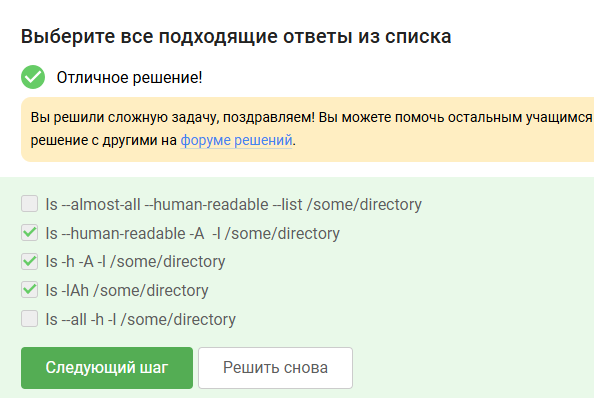 Выберите все подходящие ответы из списка
Отличное решение!
Вы решили сложную задачу, поздравляем! Вы можете помочь остальным учащимся
решение с другими на форуме решений.
ls --almost-all --human-readable --list /some/directory
ls --human-readable -A  -l /some/directory
ls -h -A -l /some/directory
ls -lAh /some/directory
ls --all -h -l /some/directory
Следующий шаг
Решить снова